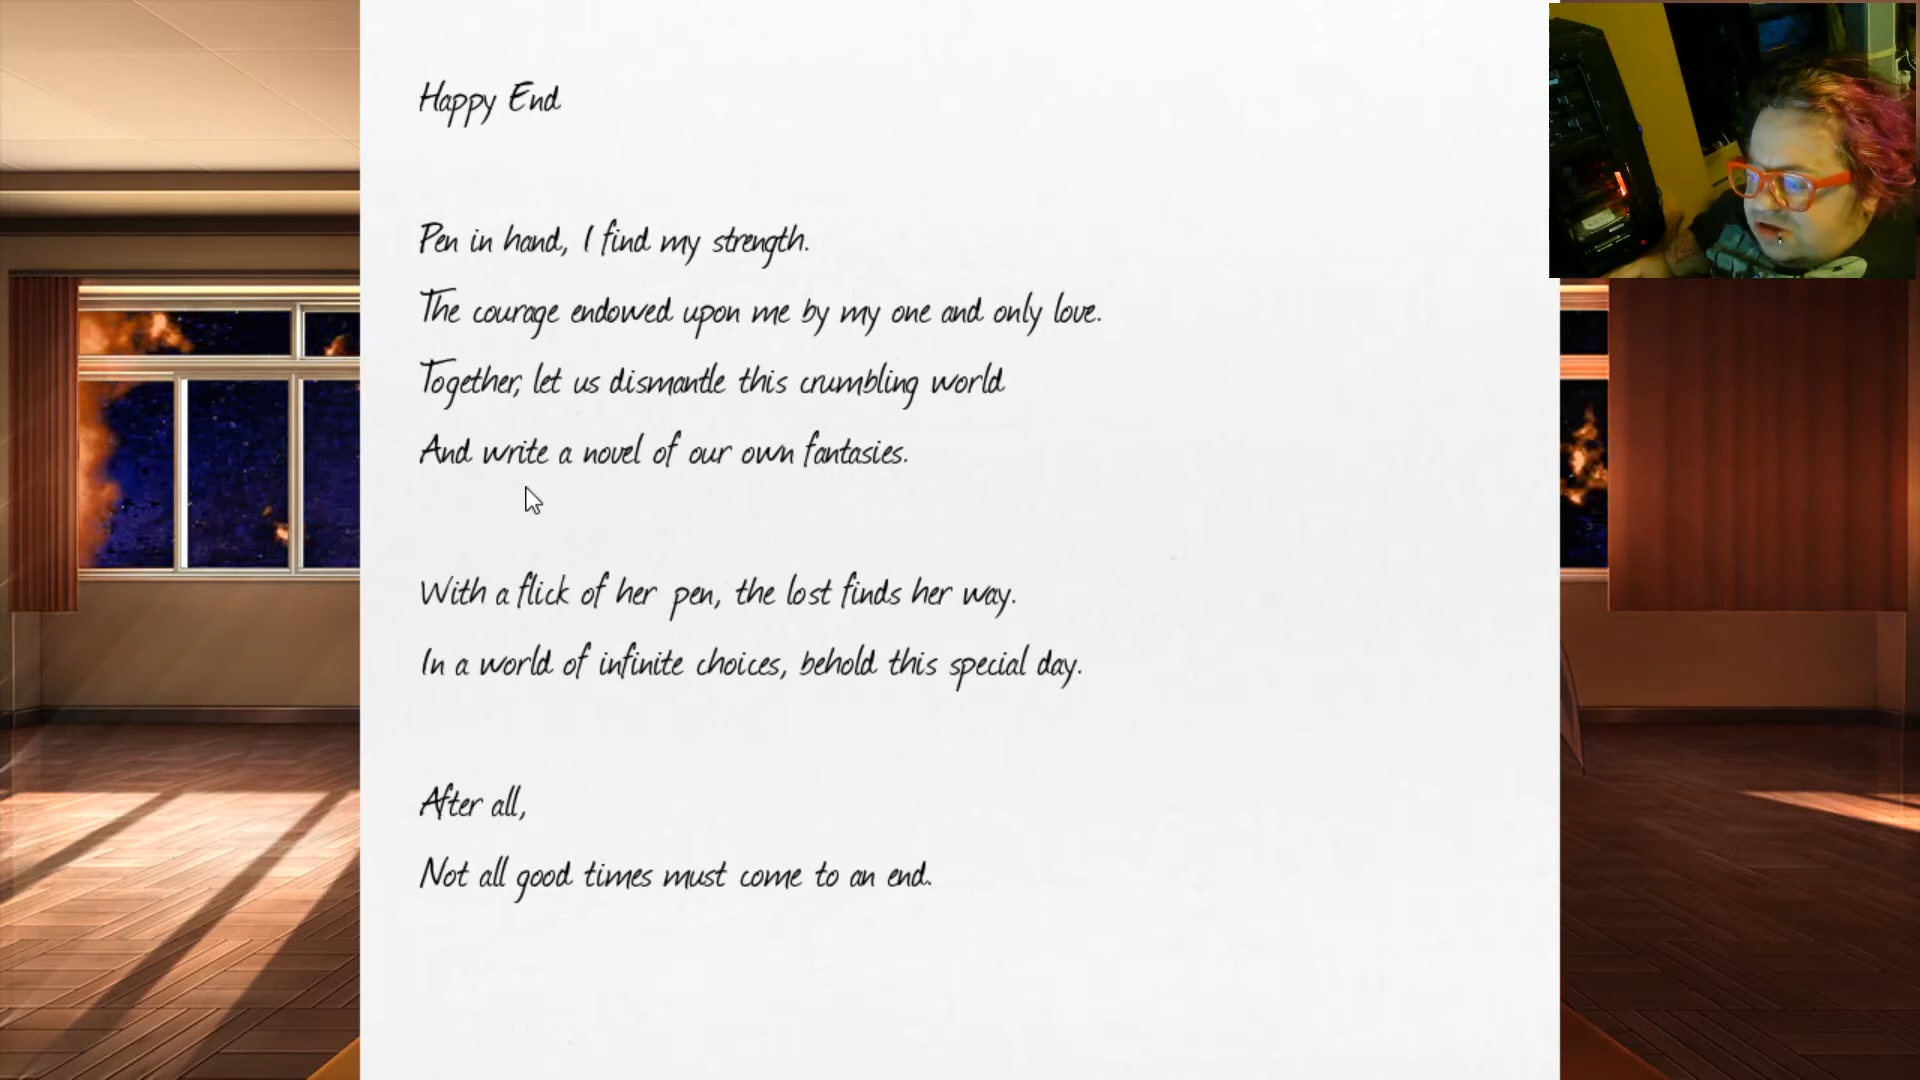 Happy End
Pen in hand, I find my strength.
The courage endowed upon me by my one and only love.
Together, let us dismantle this crumbling world
And write a novel of our own fantasies.
With a flick of her pen, the lost finds her way.
In a world of infinite choices, behold this special day.
After all,
Not all good times must come to an end.